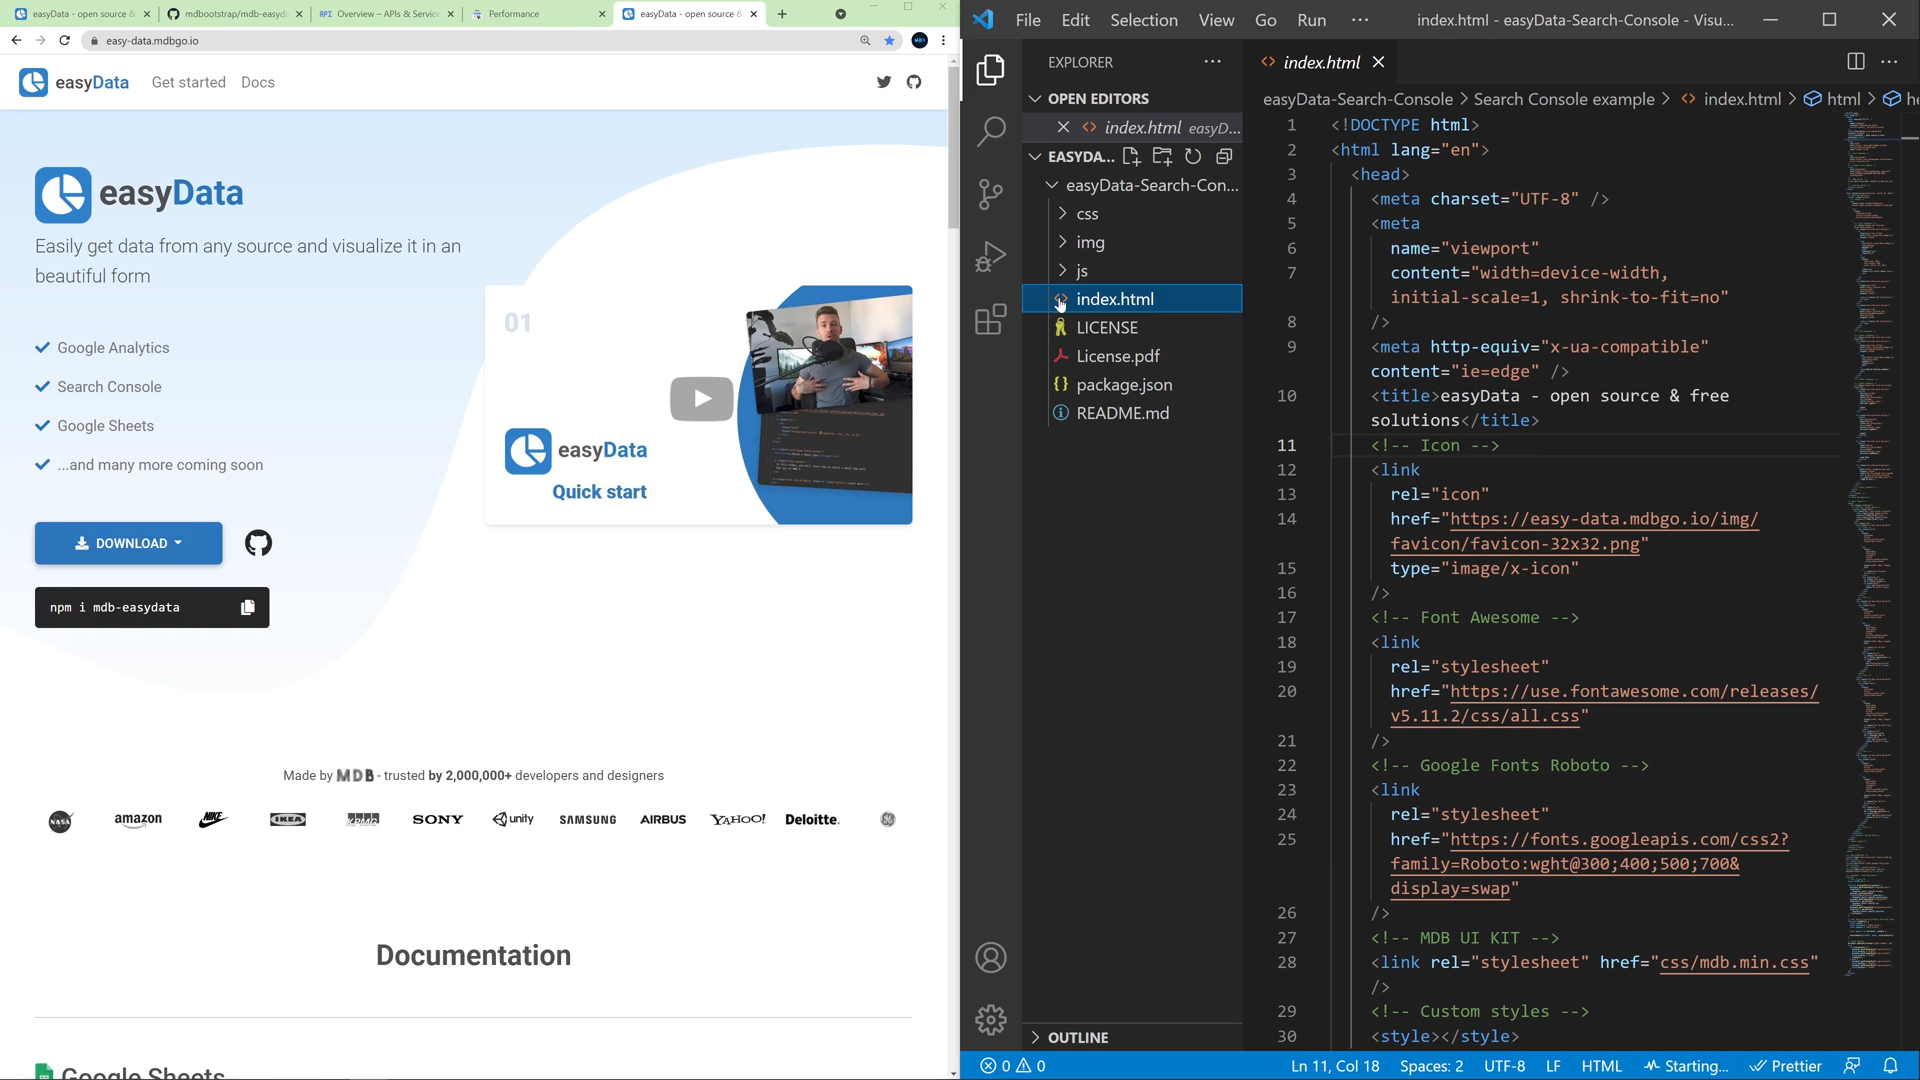 easyData - open source &
mdbootstrap/mdb-easyda
RPI Overview – APIs & Service
Performance
easyData - open source &
easy-data.mdbgo.io
easyData
Get started
Docs
easyData
Easily get data from any source and visualize it in an
beautiful form
Google Analytics
Search Console
Google Sheets
...and many more coming soon
DOWNLOAD
npm i mdb-easydata
01
easyData
Quick start
Made by MDB - trusted by 2,000,000+ developers and designers
NASA amazon NIKE IKEA KPMG SONY unity SAMSUNG AIRBUS YAHOO! Deloitte.
Documentation
Google Sheets
File Edit Selection View Go Run ···
index.html - easyData-Search-Console - Visu...
EXPLORER
OPEN EDITORS
index.html easyD...
EASYDA...
easyData-Search-Con...
css
img
js
index.html
LICENSE
License.pdf
package.json
README.md
OUTLINE
index.html
easyData-Search-Console > Search Console example > index.html > html > he
1 <!DOCTYPE html>
2 <html lang="en">
3 <head>
4 <meta charset="UTF-8" />
5 <meta
6 name="viewport"
7 content="width=device-width,
initial-scale=1, shrink-to-fit=no"
8 />
9 <meta http-equiv="x-ua-compatible"
content="ie=edge" />
10 <title>easyData - open source & free
solutions</title>
11 <!-- Icon -->
12 <link
13 rel="icon"
14 href="https://easy-data.mdbgo.io/img/
favicon/favicon-32x32.png"
15 type="image/x-icon"
16 />
17 <!-- Font Awesome -->
18 <link
19 rel="stylesheet"
20 href="https://use.fontawesome.com/releases/
v5.11.2/css/all.css"
21 />
22 <!-- Google Fonts Roboto -->
23 <link
24 rel="stylesheet"
25 href="https://fonts.googleapis.com/css2?
family=Roboto:wght@300;400;500;700&
display=swap"
26 />
27 <!-- MDB UI KIT -->
28 <link rel="stylesheet" href="css/mdb.min.css"
/>
29 <!-- Custom styles -->
30 <style></style>
0 0
Ln 11, Col 18
Spaces: 2
UTF-8
LF
HTML
Starting...
Prettier